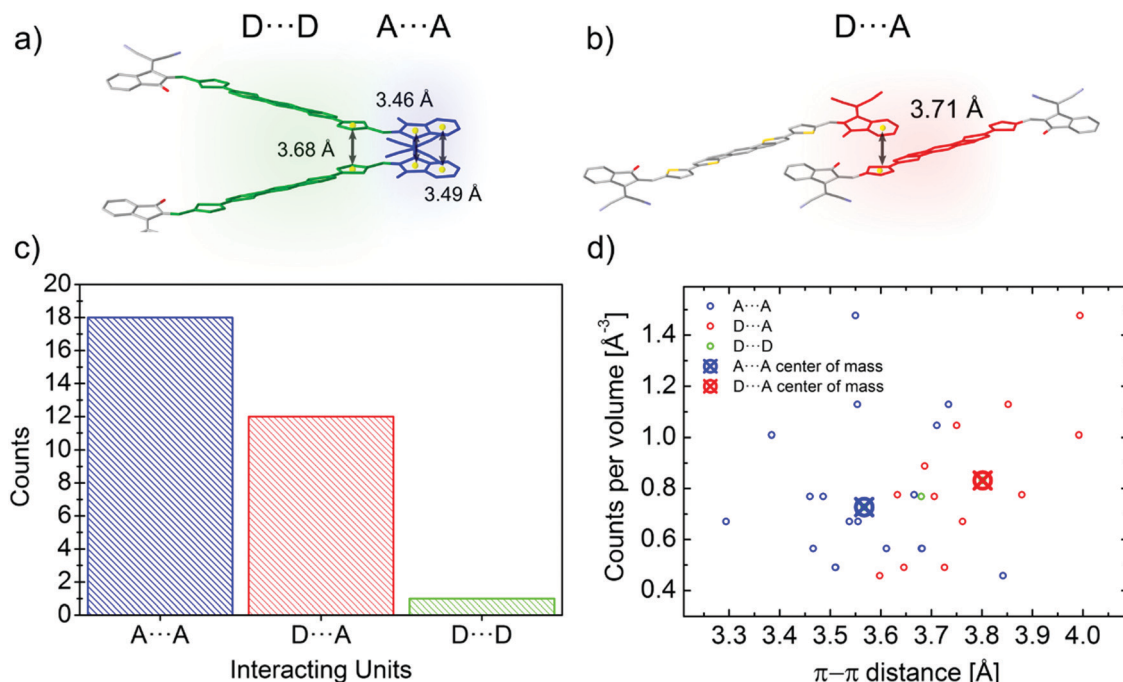 a)
D···D
A···A
3.46 Å
3.68 Å
3.49 Å
b)
D···A
3.71 Å
c)
Counts
20
18
16
14
12
10
8
6
4
2
0
A···A
D···A
D···D
Interacting Units
d)
Counts per volume [Å⁻³]
1.4
1.2
1.0
0.8
0.6
0.4
A···A
D···A
D···D
A···A center of mass
D···A center of mass
3.3 3.4 3.5 3.6 3.7 3.8 3.9 4.0
π−π distance [Å]